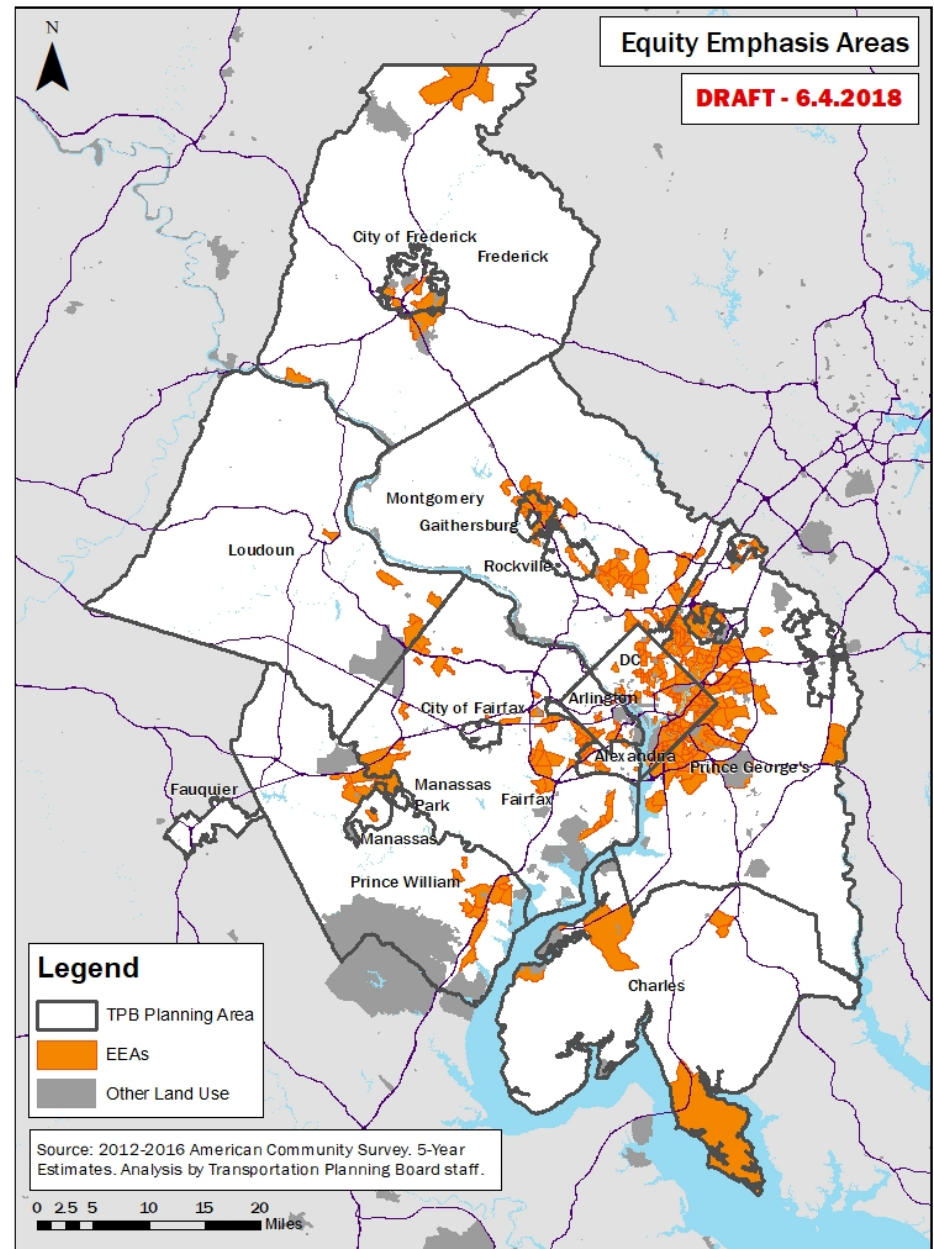 N
Equity Emphasis Areas
DRAFT - 6.4.2018
City of Frederick
Frederick
Montgomery
Gaithersburg
Loudoun
Rockville
DC
Arlington
City of Fairfax
Alexandria
Prince George's
Manassas
Park
Fauquier
Fairfax
Manassas
Prince William
Charles
Legend
TPB Planning Area
EEAs
Other Land Use
Source: 2012-2016 American Community Survey. 5-Year
Estimates. Analysis by Transportation Planning Board staff.
0 2.5 5 10 15 20
Miles